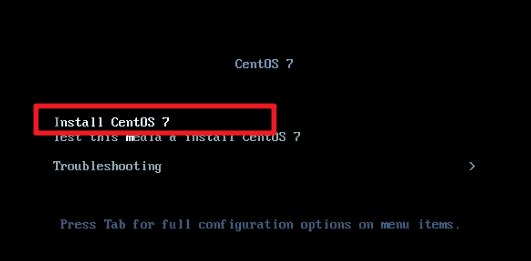 CentOS 7
Install CentOS 7
Test this media & install CentOS 7
Troubleshooting >
Press Tab for full configuration options on menu items.